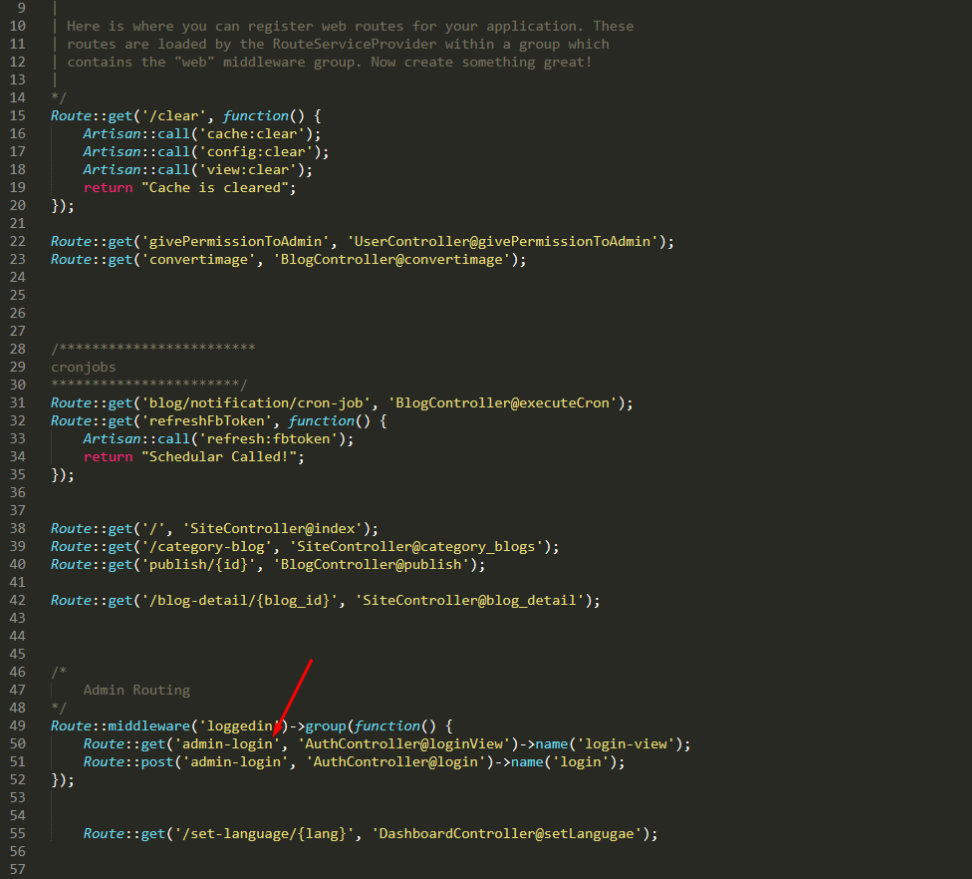 9 |
10 | Here is where you can register web routes for your application. These
11 | routes are loaded by the RouteServiceProvider within a group which
12 | contains the "web" middleware group. Now create something great!
13 |
14 */
15 Route::get('/clear', function() {
16 Artisan::call('cache:clear');
17 Artisan::call('config:clear');
18 Artisan::call('view:clear');
19 return "Cache is cleared";
20 });
21
22 Route::get('givePermissionToAdmin', 'UserController@givePermissionToAdmin');
23 Route::get('convertimage', 'BlogController@convertimage');
24
25
26
27
28 /************************
29 cronjobs
30 ***********************/
31 Route::get('blog/notification/cron-job', 'BlogController@executeCron');
32 Route::get('refreshFbToken', function() {
33 Artisan::call('refresh:fbtoken');
34 return "Schedular Called!";
35 });
36
37
38 Route::get('/', 'SiteController@index');
39 Route::get('/category-blog', 'SiteController@category_blogs');
40 Route::get('publish/{id}', 'BlogController@publish');
41
42 Route::get('/blog-detail/{blog_id}', 'SiteController@blog_detail');
43
44
45
46 /*
47 Admin Routing
48 */
49 Route::middleware('loggedin')->group(function() {
50 Route::get('admin-login', 'AuthController@loginView')->name('login-view');
51 Route::post('admin-login', 'AuthController@login')->name('login');
52 });
53
54
55 Route::get('/set-language/{lang}', 'DashboardController@setLangugae');
56
57